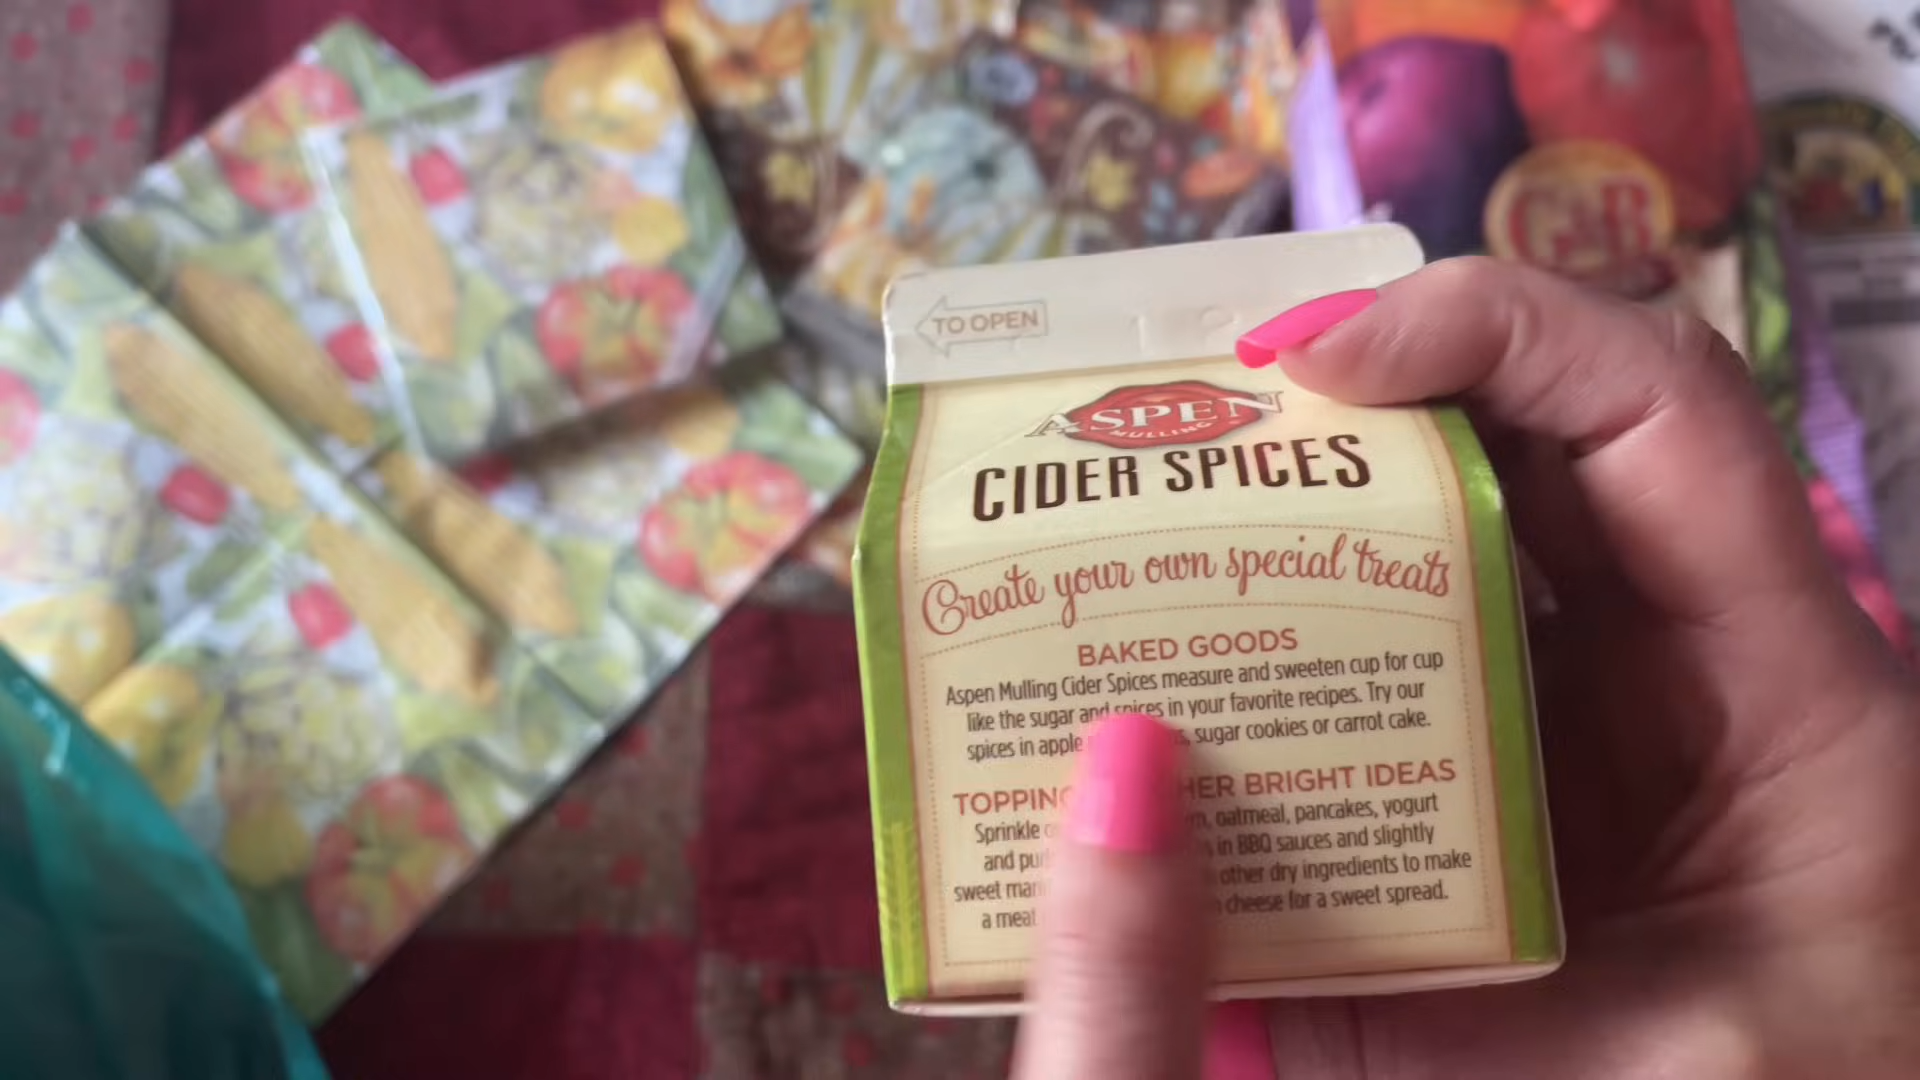 TO OPEN
ASPEN
MULLING
CIDER SPICES
Create your own special treats
BAKED GOODS
Aspen Mulling Cider Spices measure and sweeten cup for cup
like the sugar and spices in your favorite recipes. Try our
spices in apple sugar cookies or carrot cake.
BRIGHT IDEAS
Sprinkle oatmeal, pancakes, yogurt
and in BBQ sauces and slightly
sweet other dry ingredients to make
a meat cheese for a sweet spread.
G&B